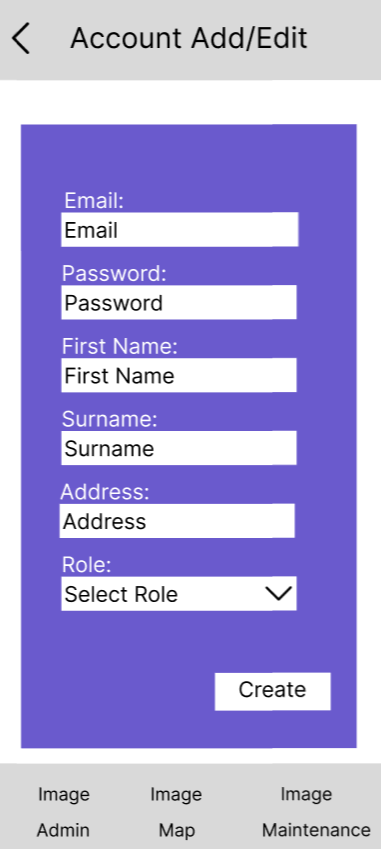 Account Add/Edit
Email:
Email
Password:
Password
First Name:
First Name
Surname:
Surname
Address:
Address
Role:
Select Role
Create
Image Image Image
Admin Map Maintenance